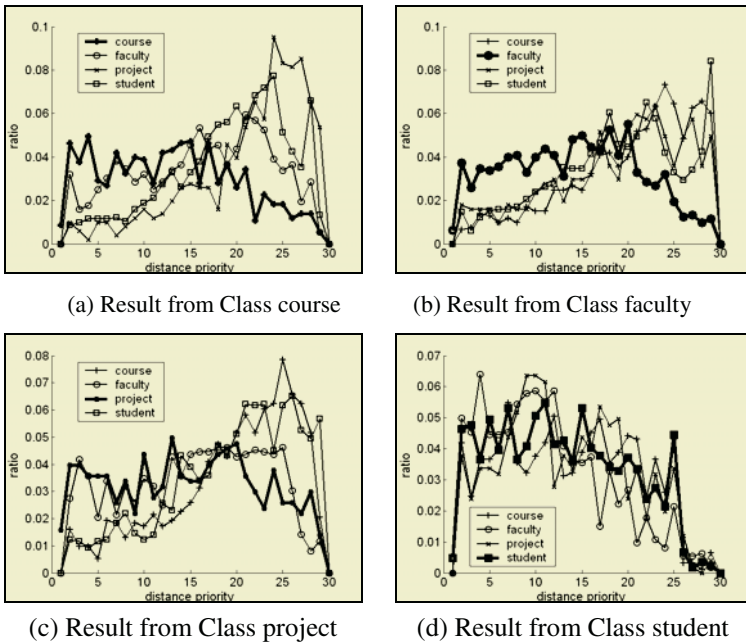 0.1
0.08
0.06
0.04
0.02
0
ratio
course
faculty
project
student
0 5 10 15 20 25 30
distance priority
(a) Result from Class course
0.1
0.08
0.06
0.04
0.02
0
ratio
course
faculty
project
student
0 5 10 15 20 25 30
distance priority
(b) Result from Class faculty
0.08
0.07
0.06
0.05
0.04
0.03
0.02
0.01
0
ratio
course
faculty
project
student
0 5 10 15 20 25 30
distance priority
(c) Result from Class project
0.07
0.06
0.05
0.04
0.03
0.02
0.01
0
ratio
course
faculty
project
student
0 5 10 15 20 25 30
distance priority
(d) Result from Class student